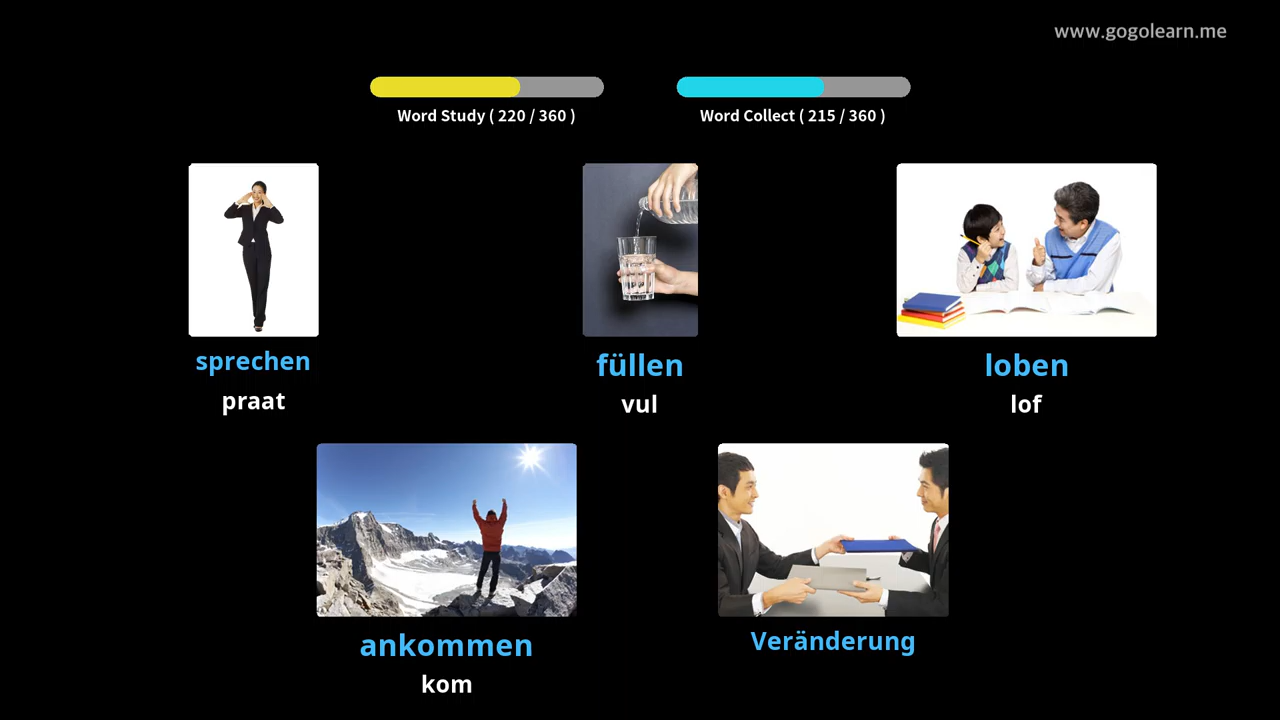 www.gogolearn.me
Word Study ( 220 / 360 )
Word Collect ( 215 / 360 )
sprechen
praat
füllen
vul
loben
lof
ankommen
kom
Veränderung